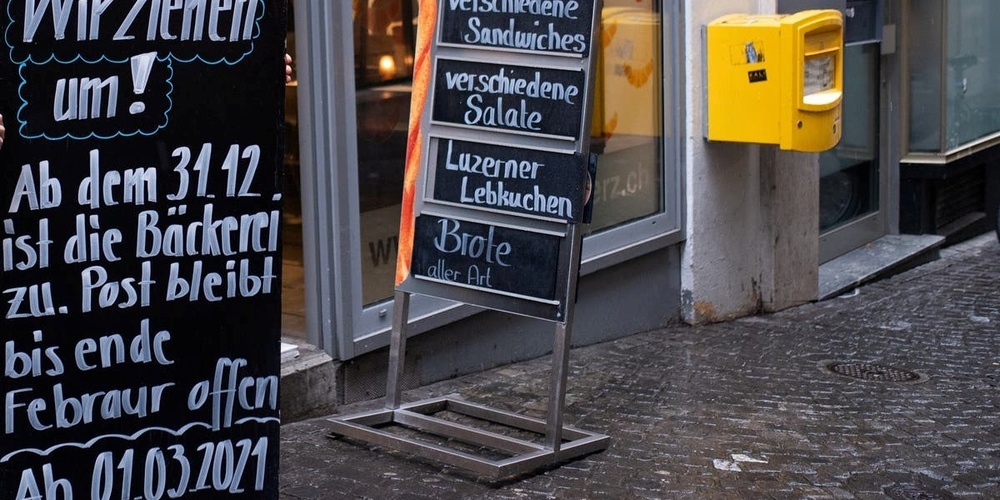 Wir ziehen
um!
Ab dem 31.12.
ist die Bäckerei
zu. Post bleibt
bis ende
Febraur offen
Ab 01.03.2021
verschiedene
Sandwiches
verschiedene
Salate
Luzerner
Lebkuchen
Brote
aller Art